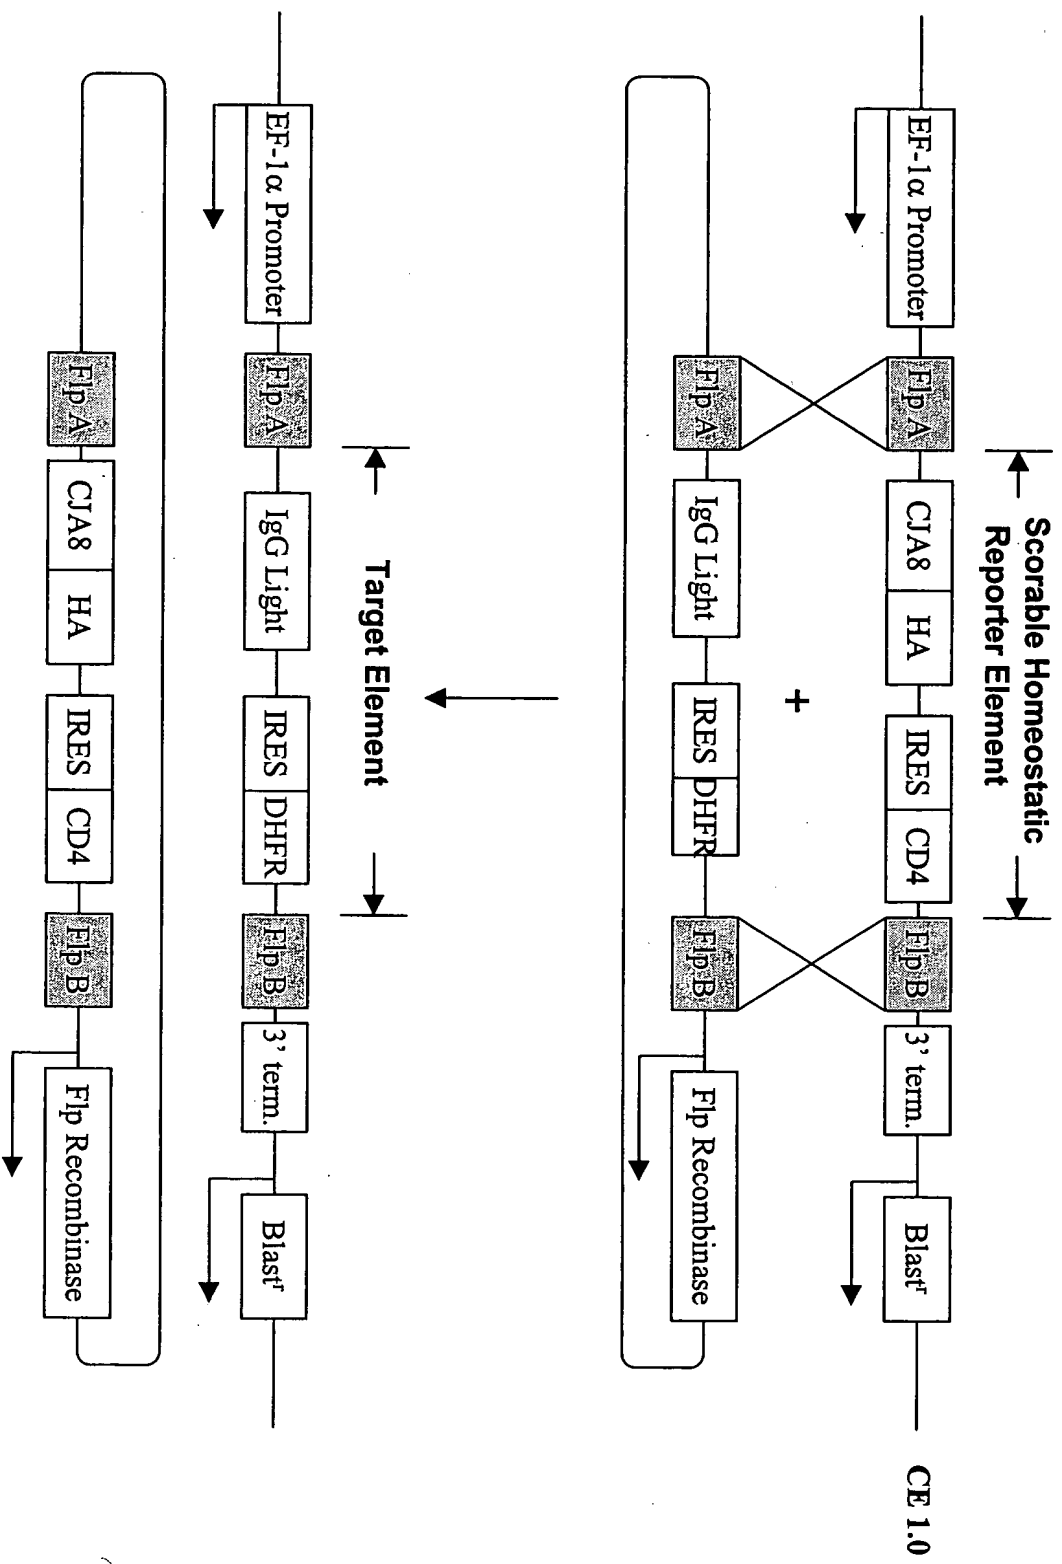 Scorable Homeostatic
Reporter Element
EF-1α Promoter
Flp A
CJA8
HA
IRES
CD4
Flp B
3’ term.
Blastʳ
CE 1.0
+
Flp A
IgG Light
IRES
DHFR
Flp B
Flp Recombinase
Target Element
EF-1α Promoter
Flp A
IgG Light
IRES
DHFR
Flp B
3’ term.
Blastʳ
Flp A
CJA8
HA
IRES
CD4
Flp B
Flp Recombinase